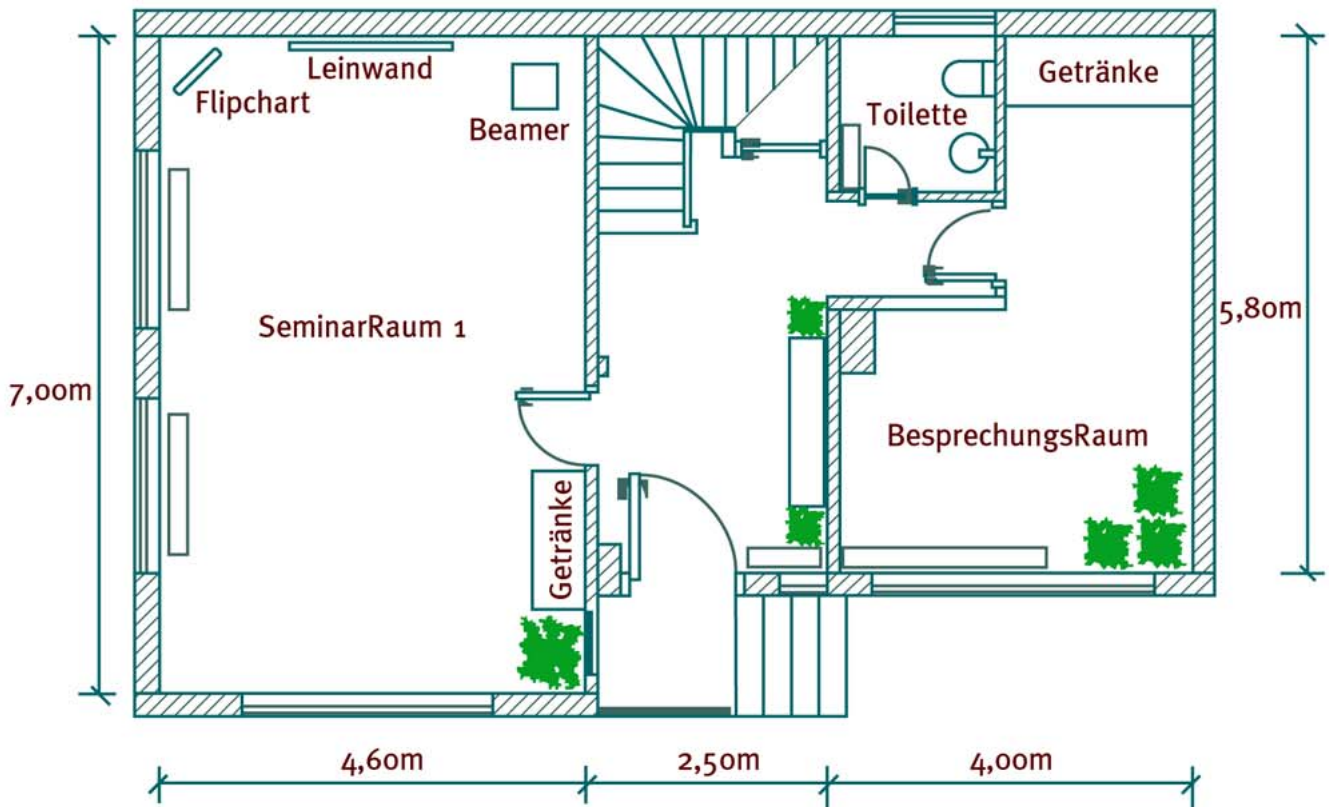 Leinwand
Flipchart
Beamer
Toilette
Getränke
SeminarRaum 1
7,00m
5,80m
BesprechungsRaum
Getränke
4,60m
2,50m
4,00m